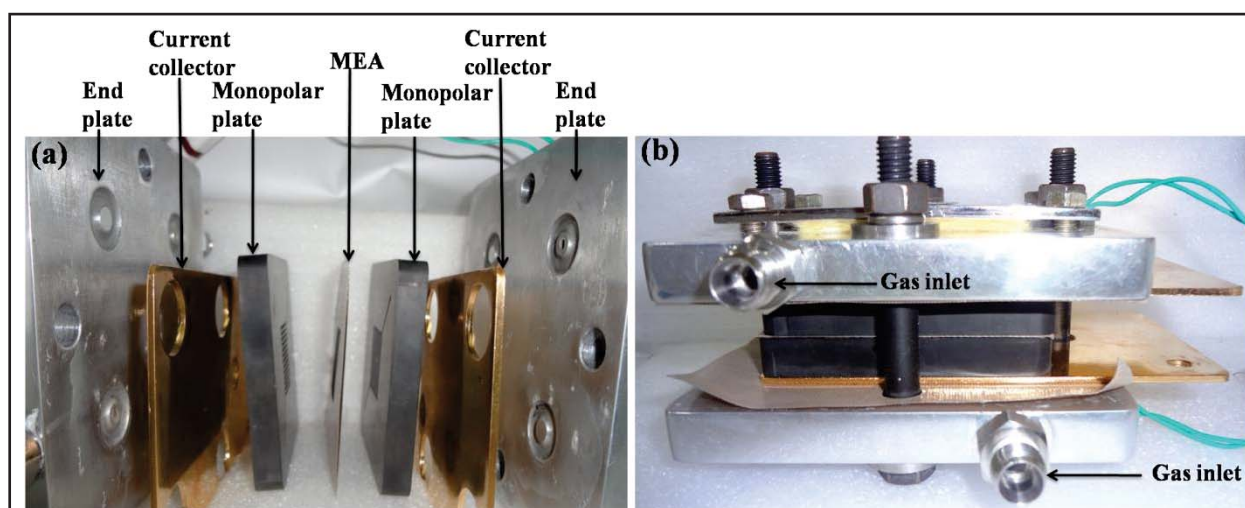 Current
collector
MEA
Current
collector
End
plate
Monopolar
plate
Monopolar
plate
End
plate
(a)
(b)
Gas inlet
Gas inlet